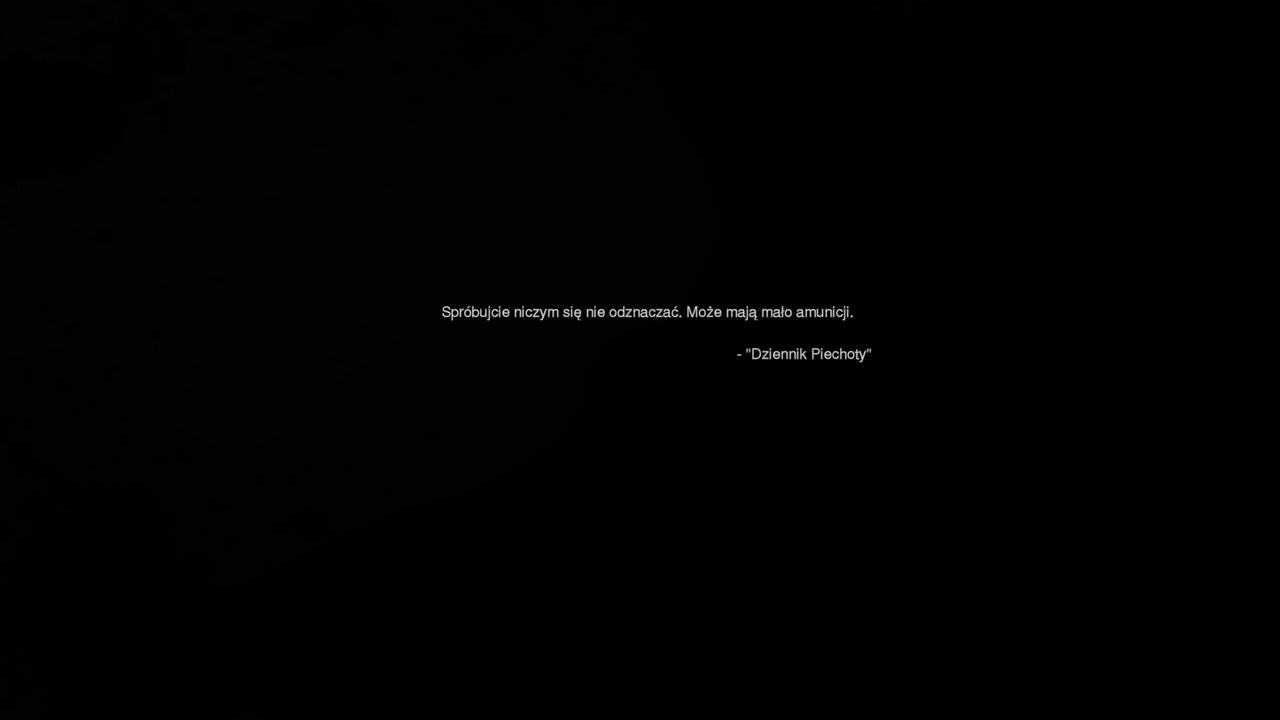 Spróbujcie niczym się nie odznaczać. Może mają mało amunicji.
- "Dziennik Piechoty"